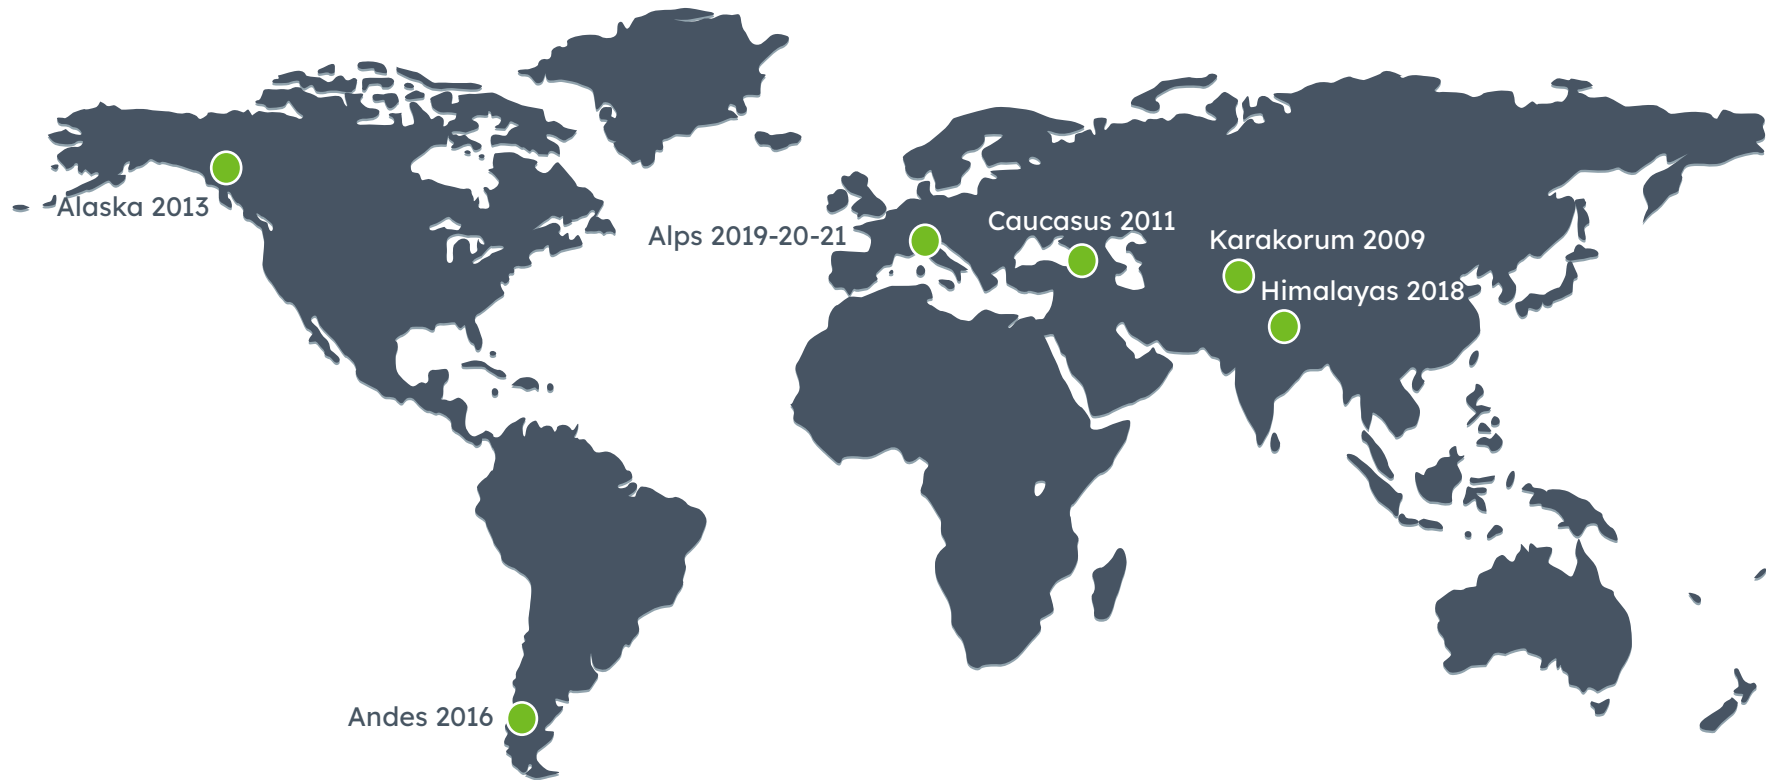 Alaska 2013
Alps 2019-20-21
Caucasus 2011
Karakorum 2009
Himalayas 2018
Andes 2016